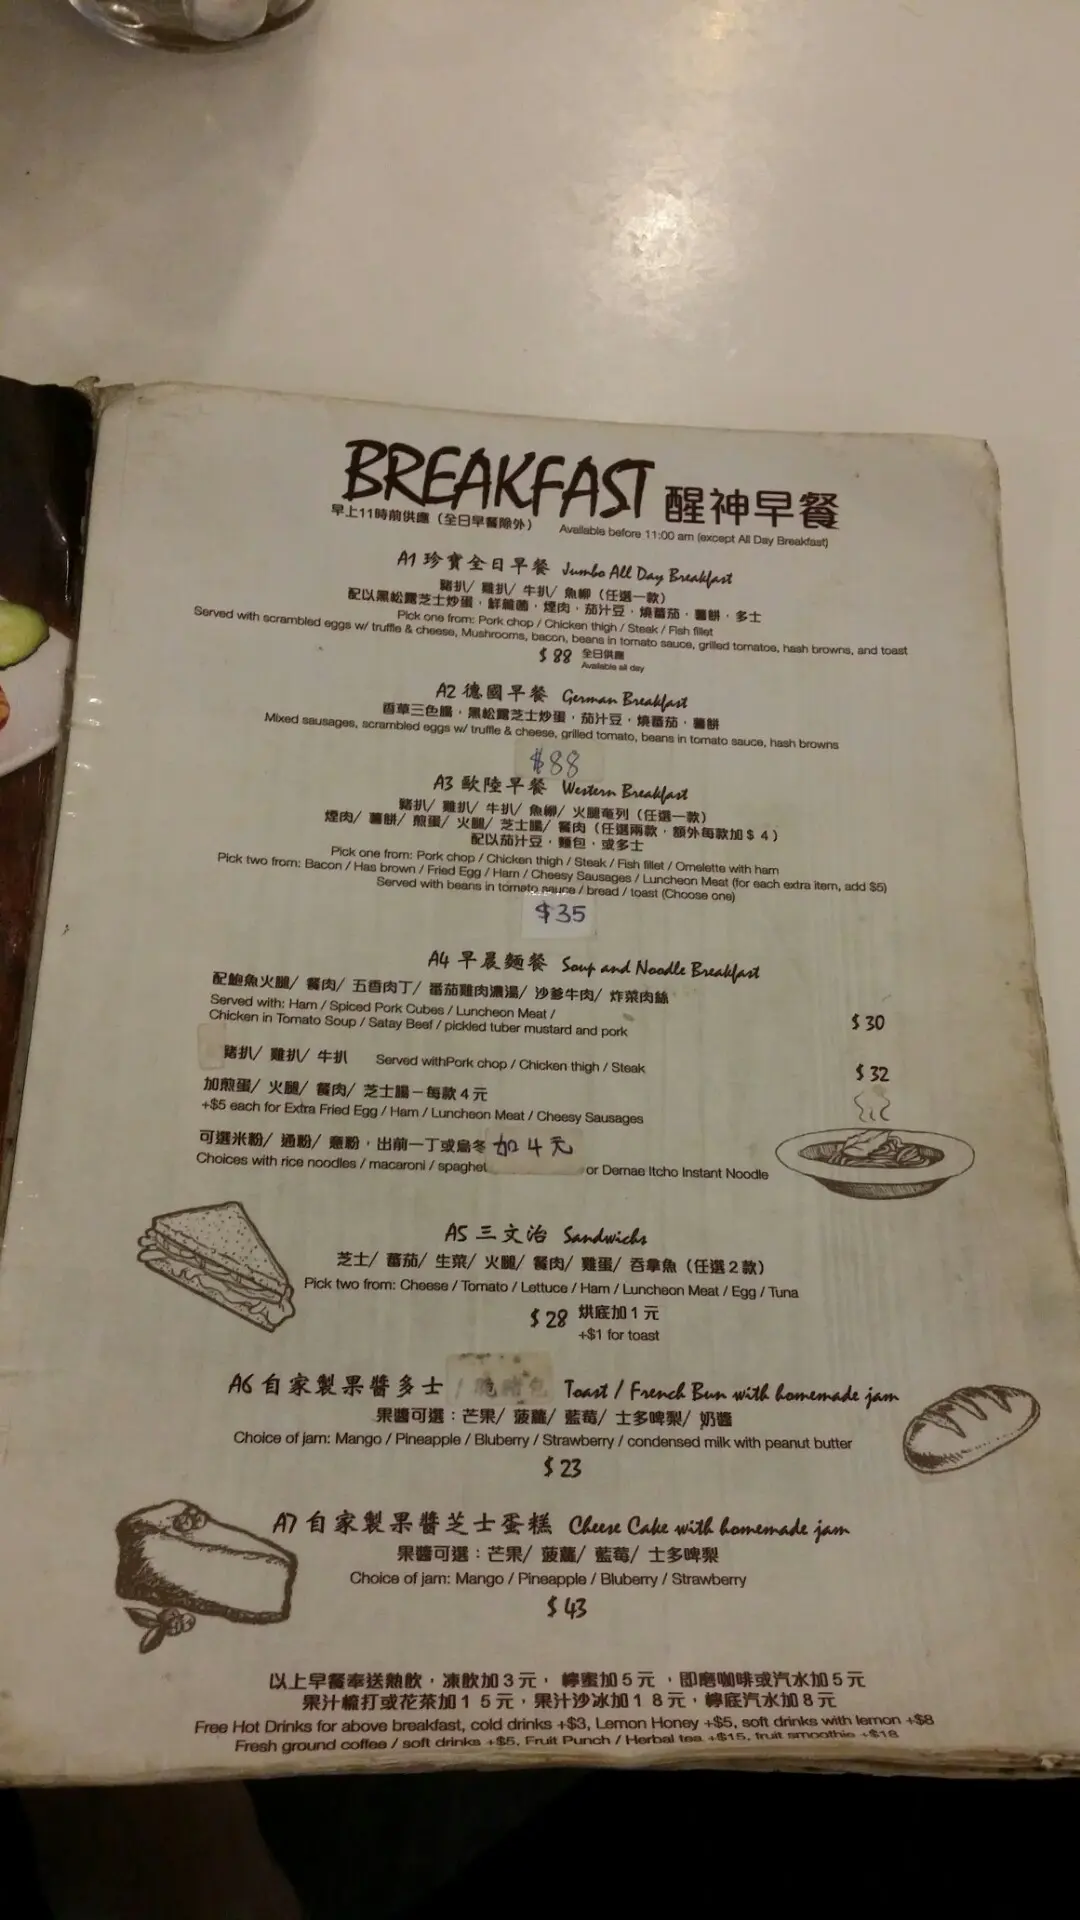 BREAKFAST 醒神早餐
早上11時前供應（全日早餐除外） Available before 11:00 am (except All Day Breakfast)
A1 珍寶全日早餐 Jumbo All Day Breakfast
豬扒/ 雞扒/ 牛扒/ 魚柳（任選一款）
配以黑松露芝士炒蛋，鮮雜菌，煙肉，茄汁豆，燒蕃茄，薯餅，多士
Pick one from: Pork chop / Chicken thigh / Steak / Fish fillet
Served with scrambled eggs w/ truffle & cheese, Mushrooms, bacon, beans in tomato sauce, grilled tomatoe, hash browns, and toast
$ 88 全日供應
Available all day
A2 德國早餐 German Breakfast
香草三色腸，黑松露芝士炒蛋，茄汁豆，燒蕃茄，薯餅
Mixed sausages, scrambled eggs w/ truffle & cheese, grilled tomato, beans in tomato sauce, hash browns
$88
A3 歐陸早餐 Western Breakfast
豬扒/ 雞扒/ 牛扒/ 魚柳/ 火腿奄列（任選一款）
煙肉/ 薯餅/ 煎蛋/ 火腿/ 芝士腸/ 餐肉（任選兩款，額外每款加＄４）
配以茄汁豆，麵包，或多士
Pick one from: Pork chop / Chicken thigh / Steak / Fish fillet / Omelette with ham
Pick two from: Bacon / Has brown / Fried Egg / Ham / Cheesy Sausages / Luncheon Meat (for each extra item, add $5)
Served with beans in tomato sauce / bread / toast (Choose one)
$35
A4 早晨麵餐 Soup and Noodle Breakfast
配鮑魚火腿/ 餐肉/ 五香肉丁/ 蕃茄雞肉濃湯/ 沙爹牛肉/ 炸菜肉絲
Served with: Ham / Spiced Pork Cubes / Luncheon Meat /
Chicken in Tomato Soup / Satay Beef / pickled tuber mustard and pork
$ 30
豬扒/ 雞扒/ 牛扒 Served withPork chop / Chicken thigh / Steak
$ 32
加煎蛋/ 火腿/ 餐肉/ 芝士腸－每款４元
+$5 each for Extra Fried Egg / Ham / Luncheon Meat / Cheesy Sausages
可選米粉/ 通粉/ 意粉，出前一丁或烏冬 加4元
Choices with rice noodles / macaroni / spaghet or Demae Itcho Instant Noodle
A5 三文治 Sandwichs
芝士/ 蕃茄/ 生菜/ 火腿/ 餐肉/ 雞蛋/ 吞拿魚（任選２款）
Pick two from: Cheese / Tomato / Lettuce / Ham / Luncheon Meat / Egg / Tuna
$ 28 烘底加１元
+$1 for toast
A6 自家製果醬多士 Toast / French Bun with homemade jam
果醬可選：芒果/ 菠蘿/ 藍莓/ 士多啤梨/ 奶醬
Choice of jam: Mango / Pineapple / Bluberry / Strawberry / condensed milk with peanut butter
$ 23
A7 自家製果醬芝士蛋糕 Cheese Cake with homemade jam
果醬可選：芒果/ 菠蘿/ 藍莓/ 士多啤梨
Choice of jam: Mango / Pineapple / Bluberry / Strawberry
$ 43
以上早餐奉送熱飲，凍飲加３元， 檸蜜加５元 ，即磨咖啡或汽水加５元
果汁梳打或花茶加１５元，果汁沙冰加１８元，檸底汽水加８元
Free Hot Drinks for above breakfast, cold drinks +$3, Lemon Honey +$5, soft drinks with lemon +$8
Fresh ground coffee / soft drinks +$5, Fruit Punch / Herbal tea +$15, fruit smoothie +$18